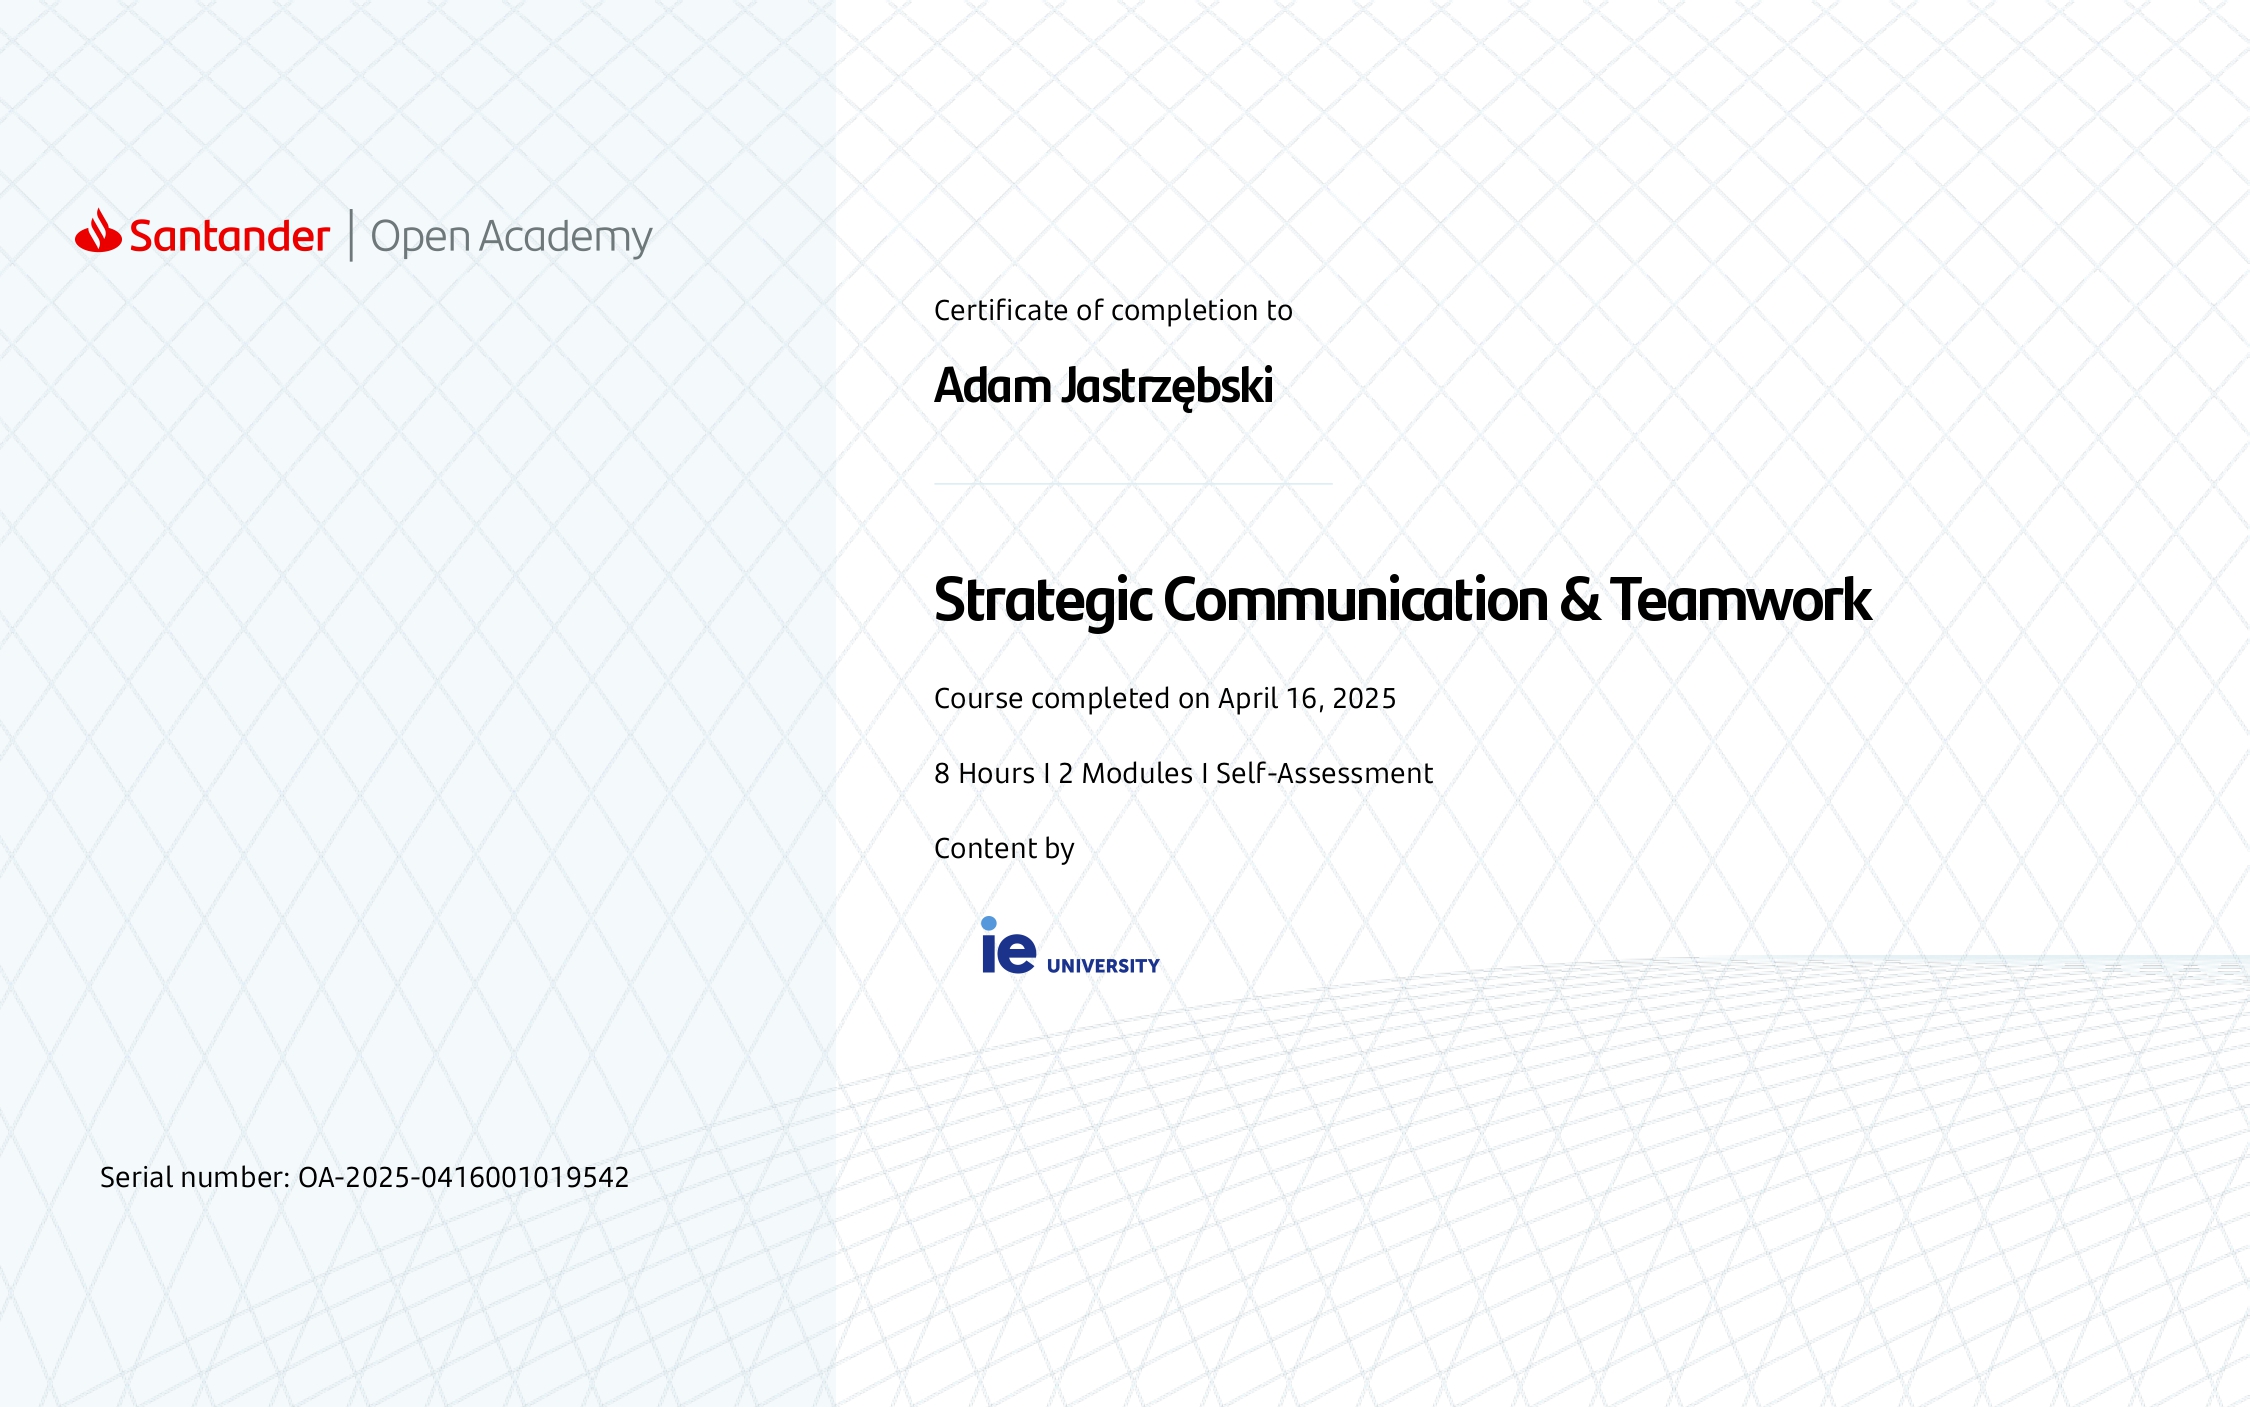 Santander | Open Academy
Certificate of completion to
Adam Jastrzębski
Strategic Communication & Teamwork
Course completed on April 16, 2025
8 Hours I 2 Modules I Self-Assessment
Content by
ie UNIVERSITY
Serial number: OA-2025-0416001019542